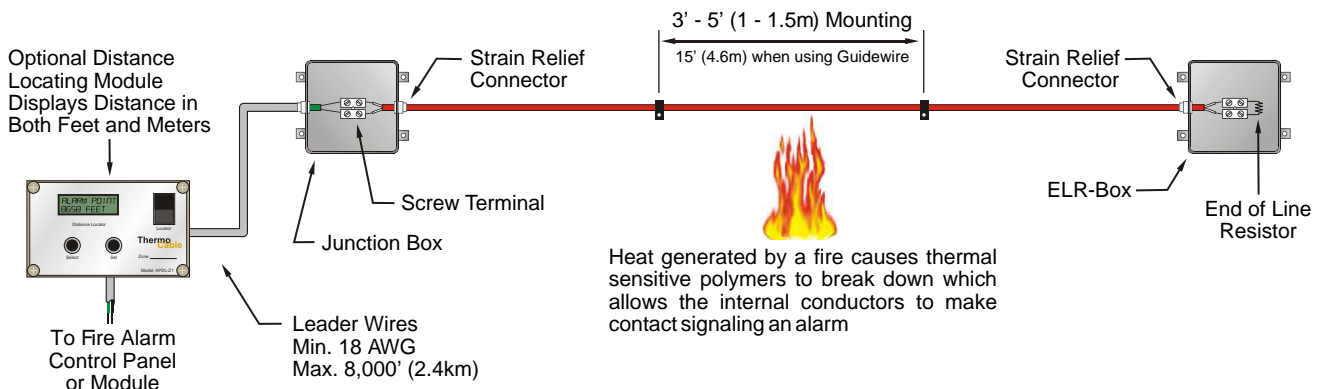 Optional Distance
Locating Module
Displays Distance in
Both Feet and Meters
ALARM POINT
8658 FEET
Distance Locator
Locator
Select
Set
Thermo
Cable
Zone
Model: APDL-Z1
To Fire Alarm
Control Panel
or Module
Leader Wires
Min. 18 AWG
Max. 8,000' (2.4km)
Junction Box
Screw Terminal
Strain Relief
Connector
3' - 5' (1 - 1.5m) Mounting
15' (4.6m) when using Guidewire
Heat generated by a fire causes thermal
sensitive polymers to break down which
allows the internal conductors to make
contact signaling an alarm
Strain Relief
Connector
ELR-Box
End of Line
Resistor